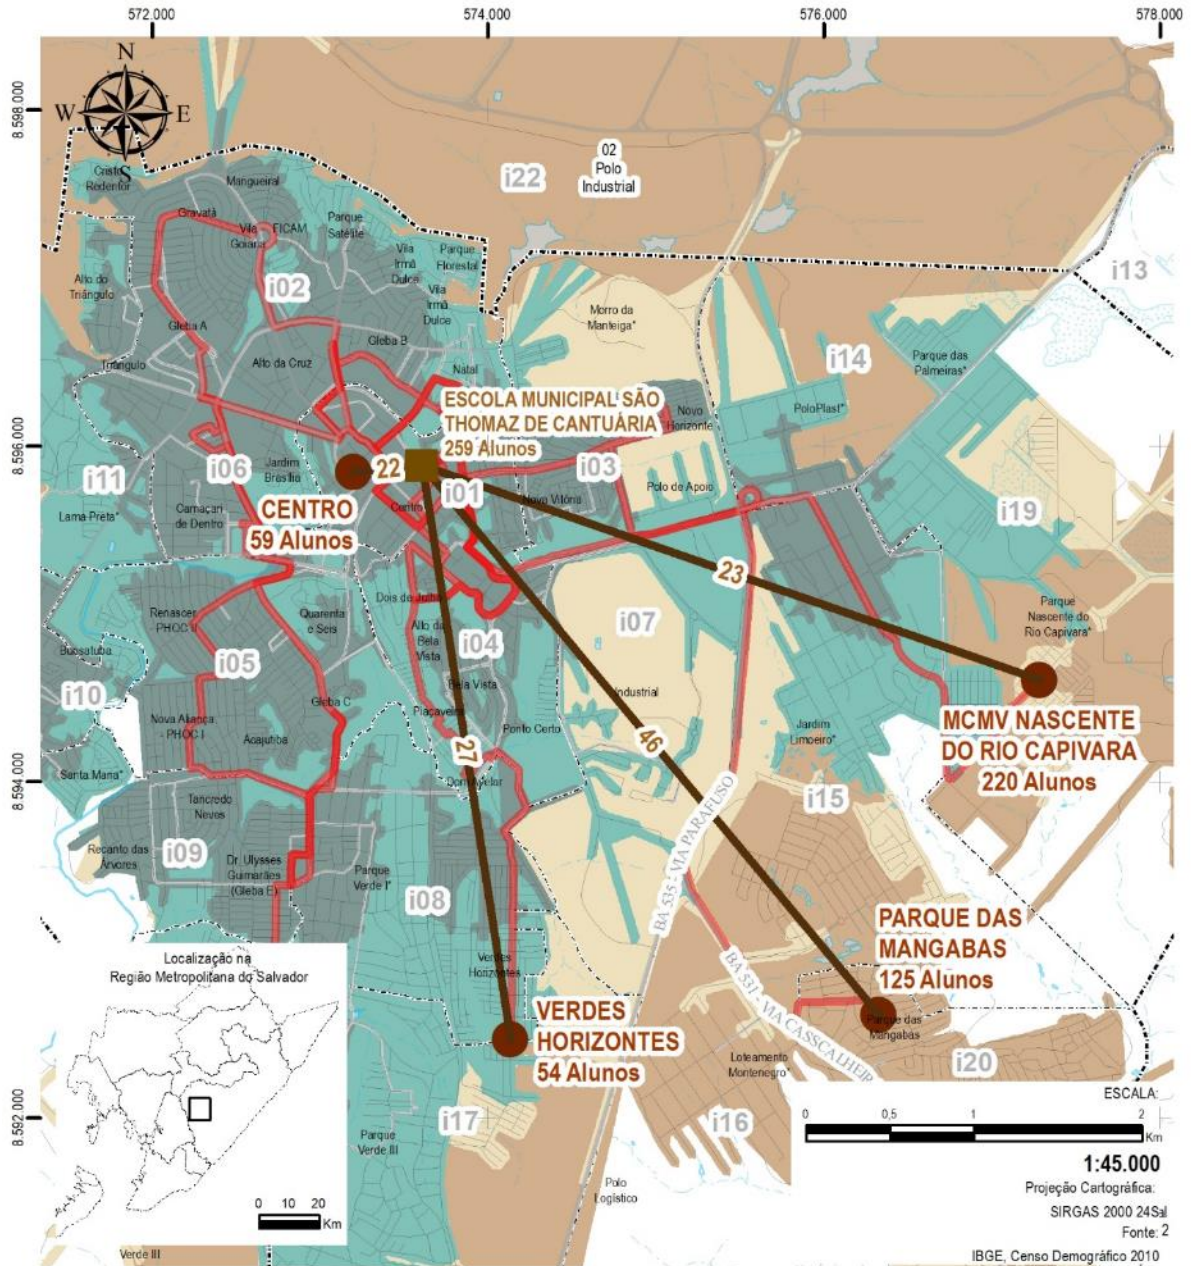 572.000
574.000
576.000
578.000
8.598.000
8.596.000
8.594.000
8.592.000
N
W
E
S
02
Polo
Industrial
i22
i13
Cristo
Redentor
Mangueiral
Gravatá
Vila
Goiana
FICAM
Parque
Satélite
Vila
Irmã
Dulce
Parque
Florestal
Vila
Irmã
Dulce
Alto do
Triângulo
i02
Gleba A
Gleba B
Triangulo
Alto da Cruz
Natal
Morro da
Manteiga*
i14
Parque das
Palmeiras*
PoloPlast*
ESCOLA MUNICIPAL SÃO
THOMAZ DE CANTUÁRIA
259 Alunos
Novo
Horizonte
i11
i06
Jardim
Brasília
22
i03
i01
Lama Preta*
Camaçari
de Dentro
CENTRO
59 Alunos
Centro
Nova Vitória
Polo de Apoio
i19
23
Parque
Nascente do
Rio Capivara*
Renascer
- PHOC II
Quarenta
e Seis
Dois de Julho
Alto da
Bela
Vista
i04
i07
i05
i10
Gleba C
Bela Vista
Industrial
Nova Aliança
- PHOC I
Acajutiba
Piaçaveira
Ponto Certo
46
27
Jardim
Limoeiro*
MCMV NASCENTE
DO RIO CAPIVARA
220 Alunos
Santa Maria*
Dom Avelar
i15
Tancredo
Neves
Recanto das
Árvores
i09
Dr. Ulysses
Guimarães
(Gleba E)
Parque
Verde I*
i08
BA 535 - VIA PARAFUSO
PARQUE DAS
MANGABAS
125 Alunos
Verdes
Horizontes
BA 531 - VIA CASSCALHEIR
Parque das
Mangabas
VERDES
HORIZONTES
54 Alunos
Loteamento
Montenegro*
i20
i17
i16
Parque
Verde III
Polo
Logístico
Verde III
Localização na
Região Metropolitana do Salvador
0 10 20
Km
ESCALA:
0 0,5 1 2
Km
1:45.000
Projeção Cartográfica:
SIRGAS 2000 24Sal
Fonte: 2
IBGE, Censo Demográfico 2010